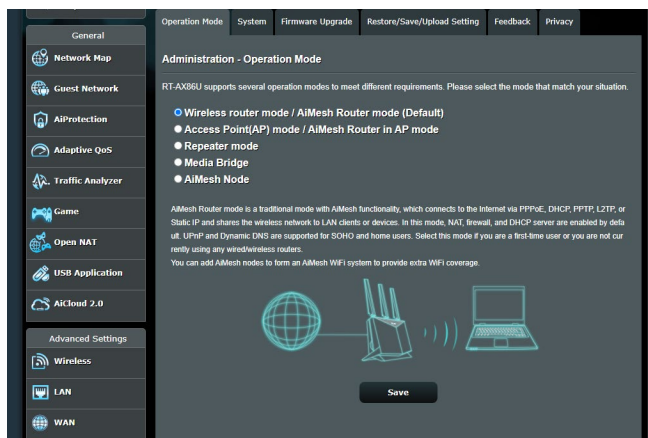 Operation Mode System Firmware Upgrade Restore/Save/Upload Setting Feedback Privacy
General
Network Map
Guest Network
AiProtection
Adaptive QoS
Traffic Analyzer
Game
Open NAT
USB Application
AiCloud 2.0
Advanced Settings
Wireless
LAN
WAN
Administration - Operation Mode
RT-AX86U supports several operation modes to meet different requirements. Please select the mode that match your situation.
Wireless router mode / AiMesh Router mode (Default)
Access Point(AP) mode / AiMesh Router in AP mode
Repeater mode
Media Bridge
AiMesh Node
AiMesh Router mode is a traditional mode with AiMesh functionality, which connects to the Internet via PPPoE, DHCP, PPTP, L2TP, or
Static IP and shares the wireless network to LAN clients or devices. In this mode, NAT, firewall, and DHCP server are enabled by defa
ult. UPnP and Dynamic DNS are supported for SOHO and home users. Select this mode if you are a first-time user or you are not cur
rently using any wired/wireless routers.
You can add AiMesh nodes to form an AiMesh WiFi system to provide extra WiFi coverage.
Save